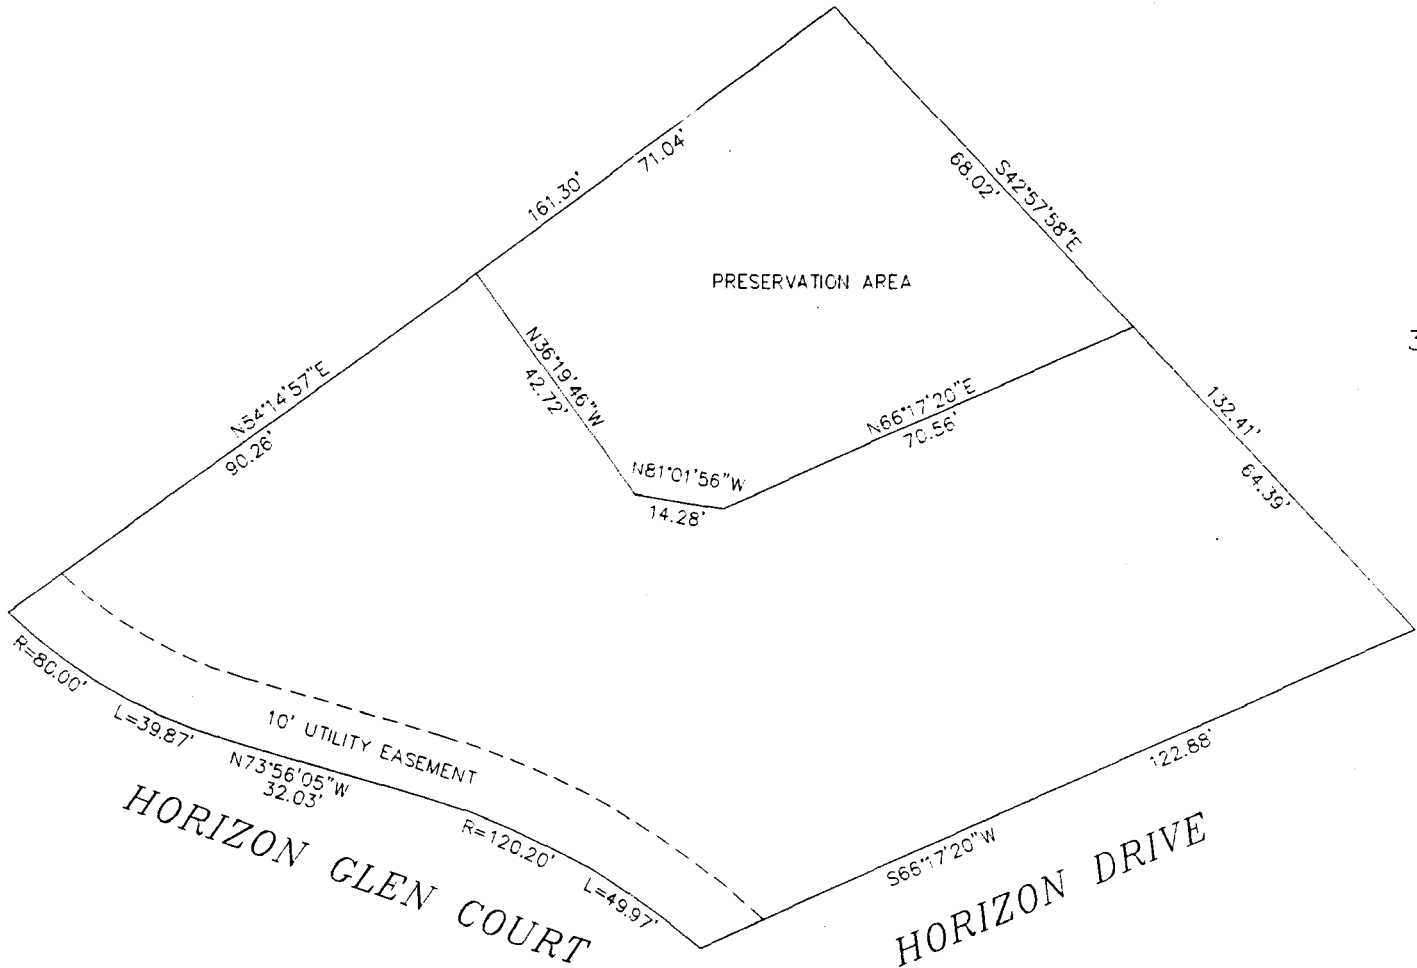 161.30'
71.04'
68.02'
S42°57'58"E
PRESERVATION AREA
3
N36°19'46"W
42.72'
N54°14'57"E
90.26'
N66°17'20"E
70.56'
132.41'
64.39'
N81°01'56"W
14.28'
R=80.00'
L=39.87'
10' UTILITY EASEMENT
N73°56'05"W
32.03'
R=120.20'
L=49.97'
122.88'
S66°17'20"W
HORIZON GLEN COURT
HORIZON DRIVE